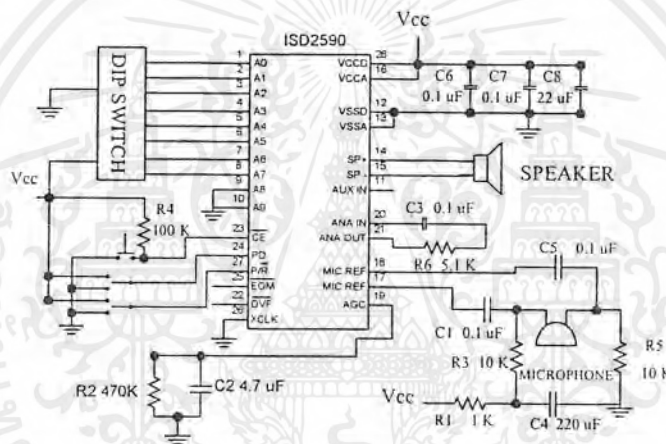 ISD2590
DIP SWITCH
1 A0
2 A1
3 A2
4 A3
5 A4
6 A5
7 A6
8 A7
9 A8
10 A9
23 CE
24 PD
27 P/R
25 EOM
22 OVF
26 XCLK
Vcc
R4
100 K
R2 470K
C2 4.7 uF
VCCD 28
VCCA 16
VSSD 12
VSSA 13
SP+ 14
SP- 15
AUX IN 11
ANA IN 20
ANA OUT 21
MIC REF 18
MIC REF 17
AGC 19
Vcc
C6
0.1 uF
C7
0.1 uF
C8
22 uF
SPEAKER
C3 0.1 uF
R6 5.1 K
C5 0.1 uF
C1 0.1 uF
R3 10 K
MICROPHONE
R5
10 K
Vcc
R1 1 K
C4 220 uF